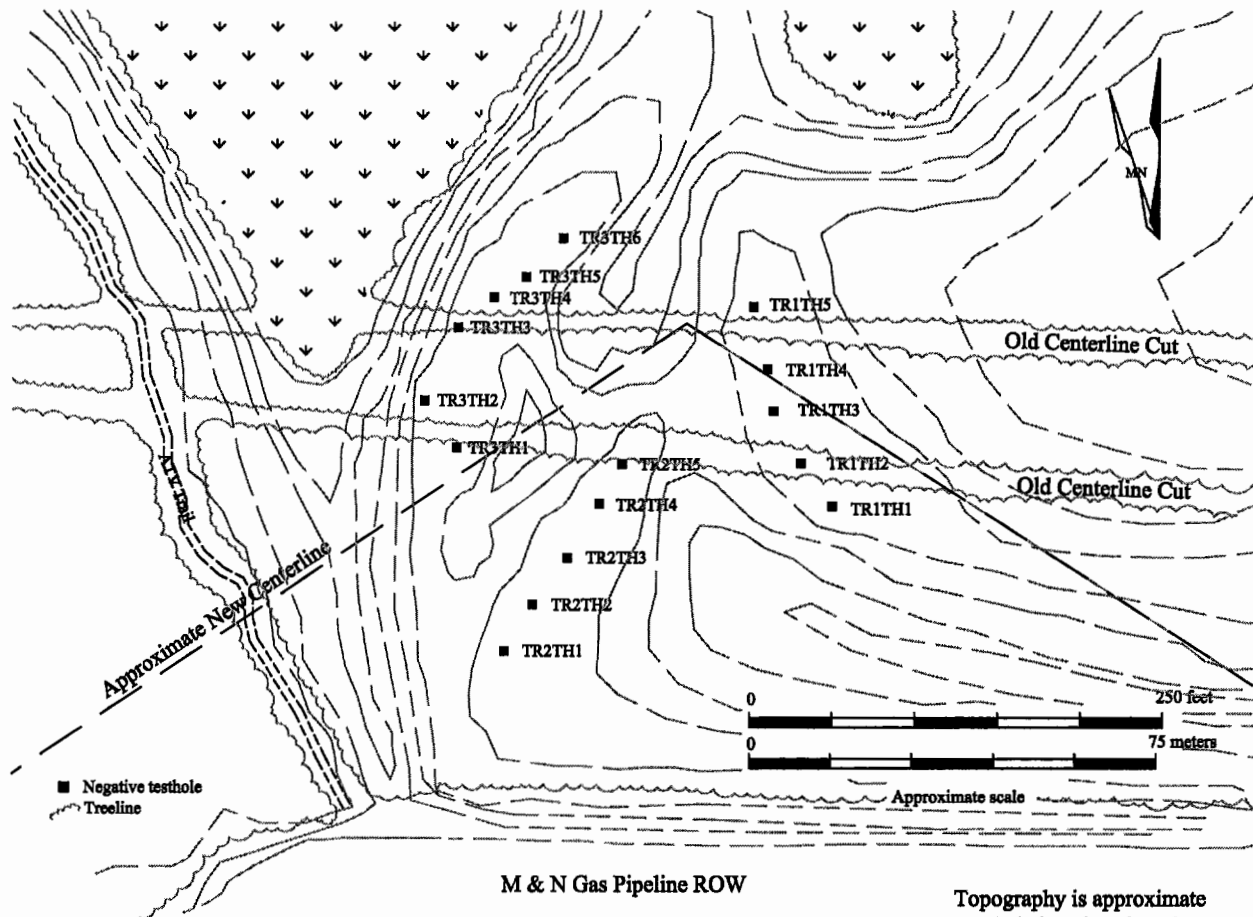 MN
TR3TH6
TR3TH5
TR3TH4
TR1TH5
TR3TH3
Old Centerline Cut
TR1TH4
TR3TH2
TR1TH3
TR3TH1
TR2TH5
TR1TH2
Old Centerline Cut
TR2TH4
TR1TH1
Trail
TR2TH3
Approximate New Centerline
TR2TH2
TR2TH1
0 250 feet
0 75 meters
Negative testhole
Treeline
Approximate scale
M & N Gas Pipeline ROW
Topography is approximate